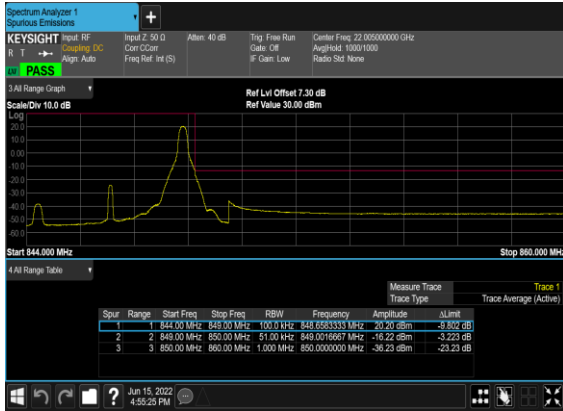 Spectrum Analyzer 1
Spurious Emissions
+
KEYSIGHT Input: RF Input Z: 50 Ω Atten: 40 dB Trig: Free Run Center Freq: 22.005000000 GHz
R T Coupling: DC Corr CCorr Gate: Off Avg|Hold: 1000/1000
Align: Auto Freq Ref: Int (S) IF Gain: Low Radio Std: None
PASS
3 All Range Graph
Ref Lvl Offset 7.30 dB
Scale/Div 10.0 dB Ref Value 30.00 dBm
Log
20.0
10.0
0.00
-10.0
-20.0
-30.0
-40.0
-50.0
-60.0
Start 844.000 MHz Stop 860.000 MHz
4 All Range Table
Measure Trace Trace 1
Trace Type Trace Average (Active)
Spur Range Start Freq Stop Freq RBW Frequency Amplitude ΔLimit
1 1 844.00 MHz 849.00 MHz 100.0 kHz 848.6583333 MHz 20.20 dBm -9.802 dB
2 2 849.00 MHz 850.00 MHz 51.00 kHz 849.0016667 MHz -16.22 dBm -3.223 dB
3 3 850.00 MHz 860.00 MHz 1.000 MHz 850.0000000 MHz -36.23 dBm -23.23 dB
? Jun 15, 2022
4:55:25 PM